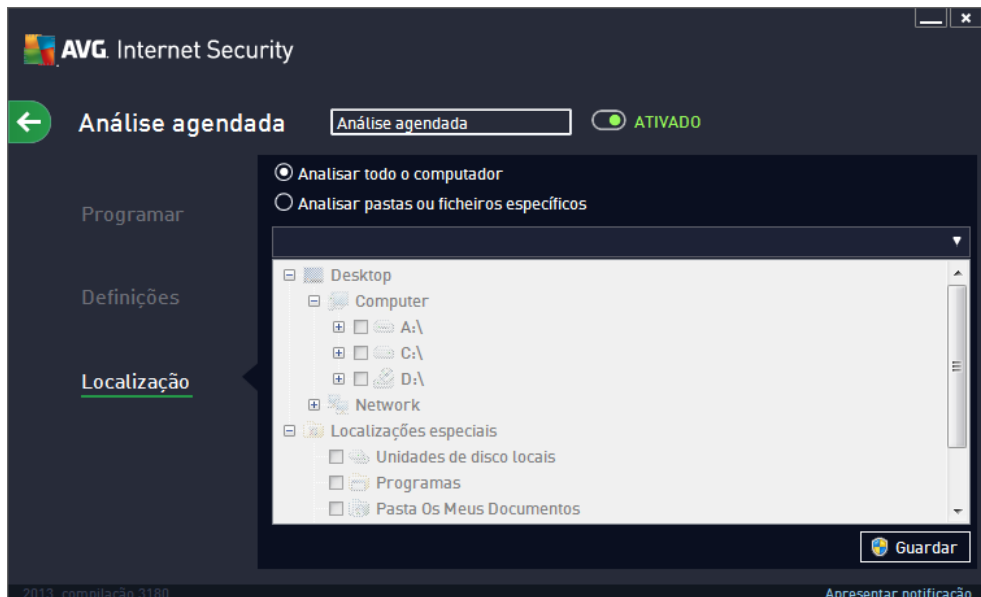 AVG. Internet Security
Análise agendada
Análise agendada
ATIVADO
Programar
Definições
Localização
Analisar todo o computador
Analisar pastas ou ficheiros específicos
Desktop
Computer
A:\
C:\
D:\
Network
Localizações especiais
Unidades de disco locais
Programas
Pasta Os Meus Documentos
Guardar
2013 compilação 3180
Apresentar notificação